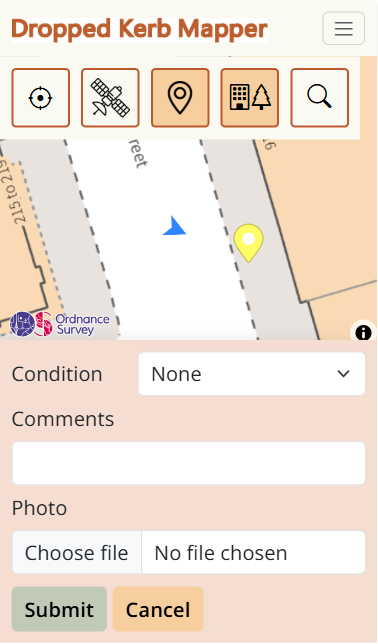 Dropped Kerb Mapper
reet
215 to 219
Ordnance
Survey
Condition
None
Comments
Photo
Choose file
No file chosen
Submit
Cancel